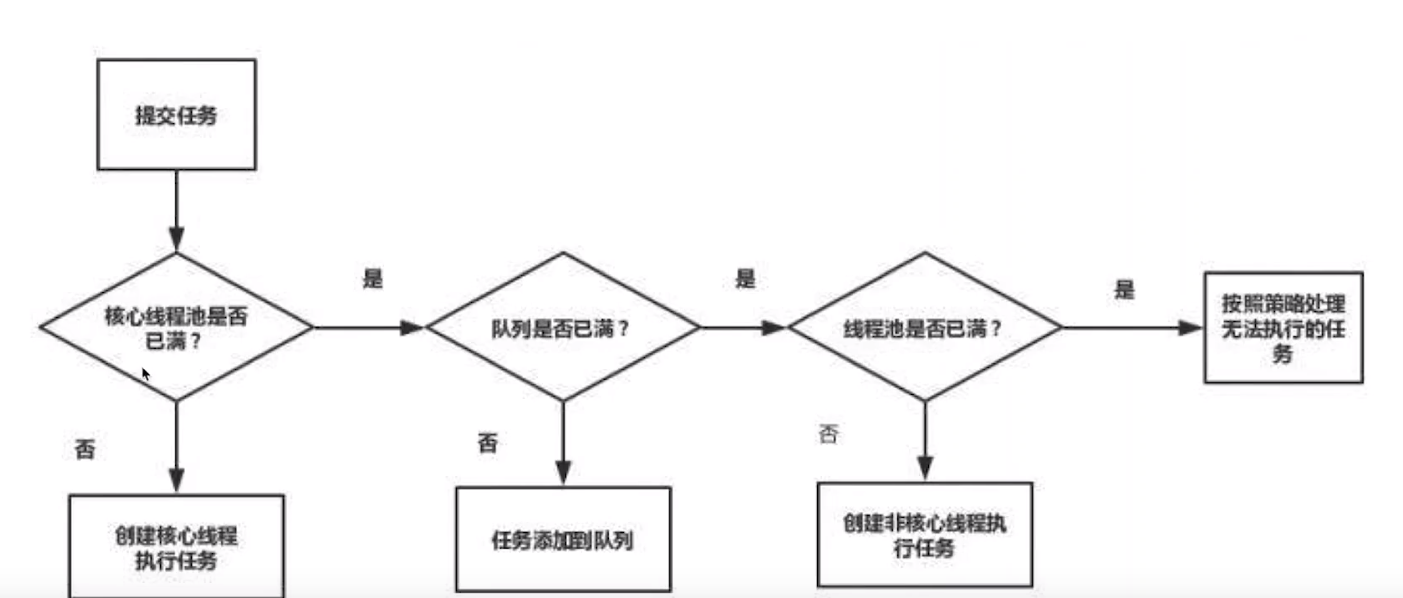 提交任务
是
是
是
核心线程池是否
已满？
队列是否已满？
线程池是否已满？
按照策略处理
无法执行的任
务
否
否
否
创建核心线程
执行任务
任务添加到队列
创建非核心线程执
行任务